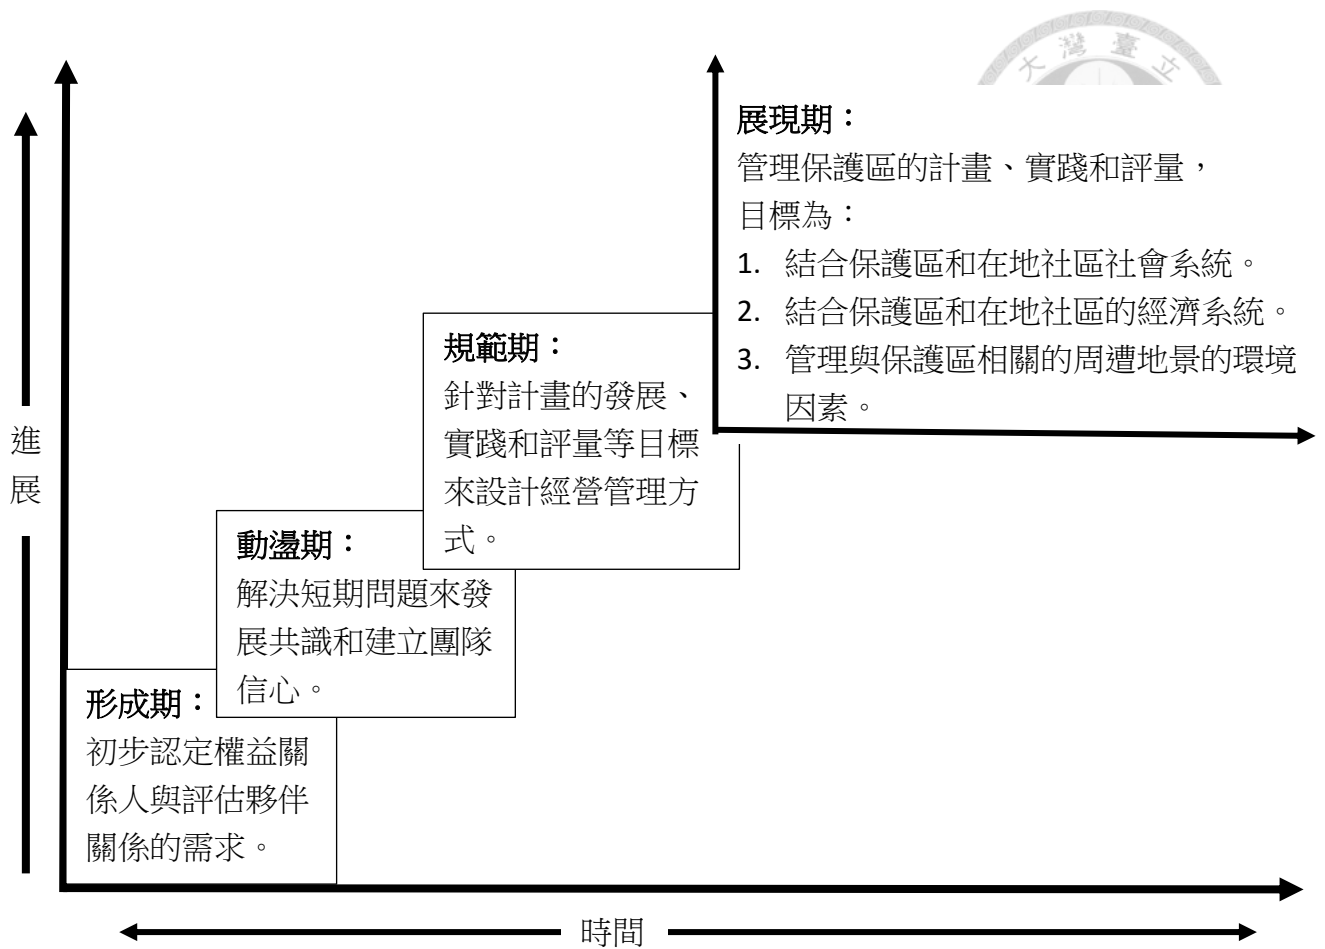 大灣臺立
展現期：
管理保護區的計畫、實踐和評量，
目標為：
1. 結合保護區和在地社區社會系統。
2. 結合保護區和在地社區的經濟系統。
3. 管理與保護區相關的周遭地景的環境
因素。
規範期：
針對計畫的發展、
實踐和評量等目標
來設計經營管理方
式。
動盪期：
解決短期問題來發
展共識和建立團隊
信心。
形成期：
初步認定權益關
係人與評估夥伴
關係的需求。
進
展
時間